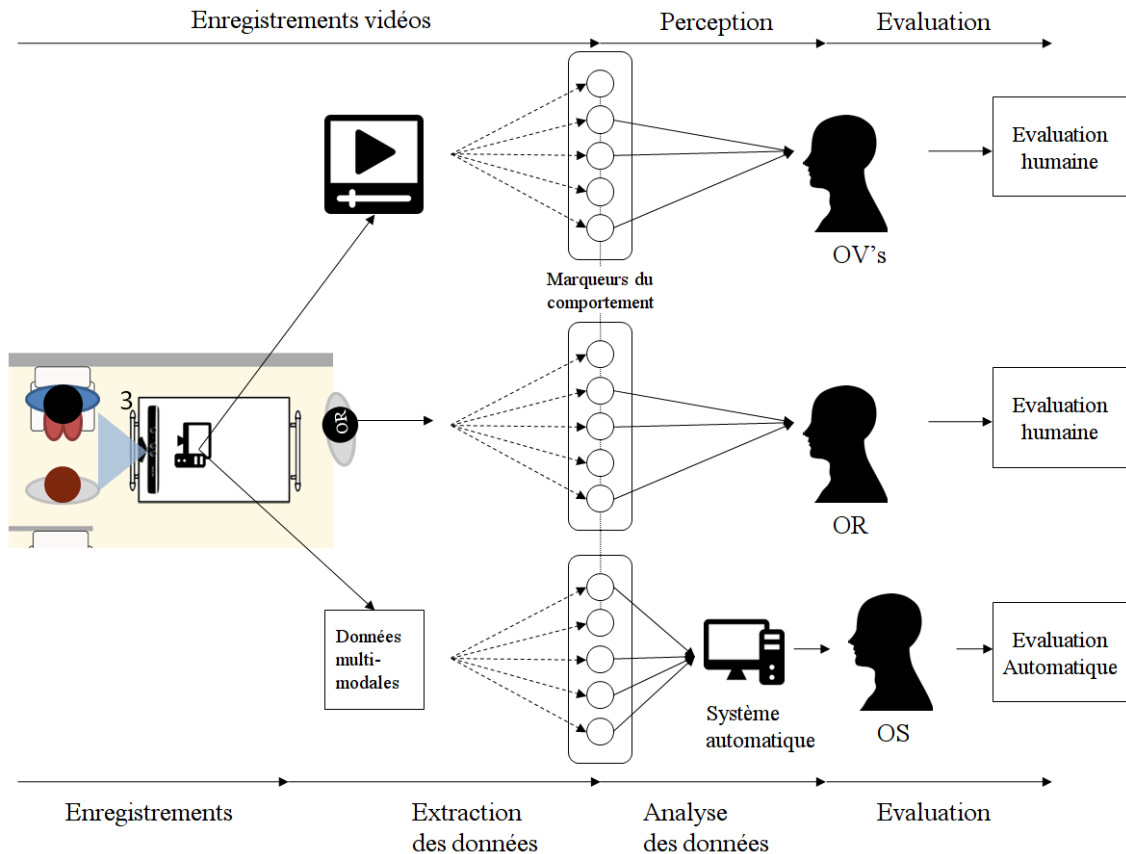 Enregistrements vidéos
Perception
Evaluation
Evaluation
humaine
OV's
Marqueurs du
comportement
3
OR
Evaluation
humaine
OR
Données
multi-
modales
Evaluation
Automatique
Système
automatique
OS
Enregistrements
Extraction
des données
Analyse
des données
Evaluation